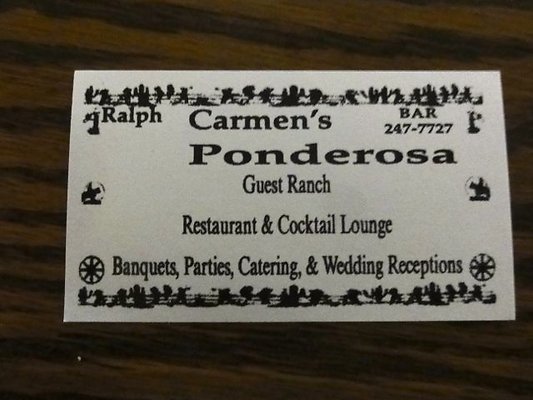 Ralph Carmen's BAR
247-7727
Ponderosa
Guest Ranch
Restaurant & Cocktail Lounge
Banquets, Parties, Catering, & Wedding Receptions